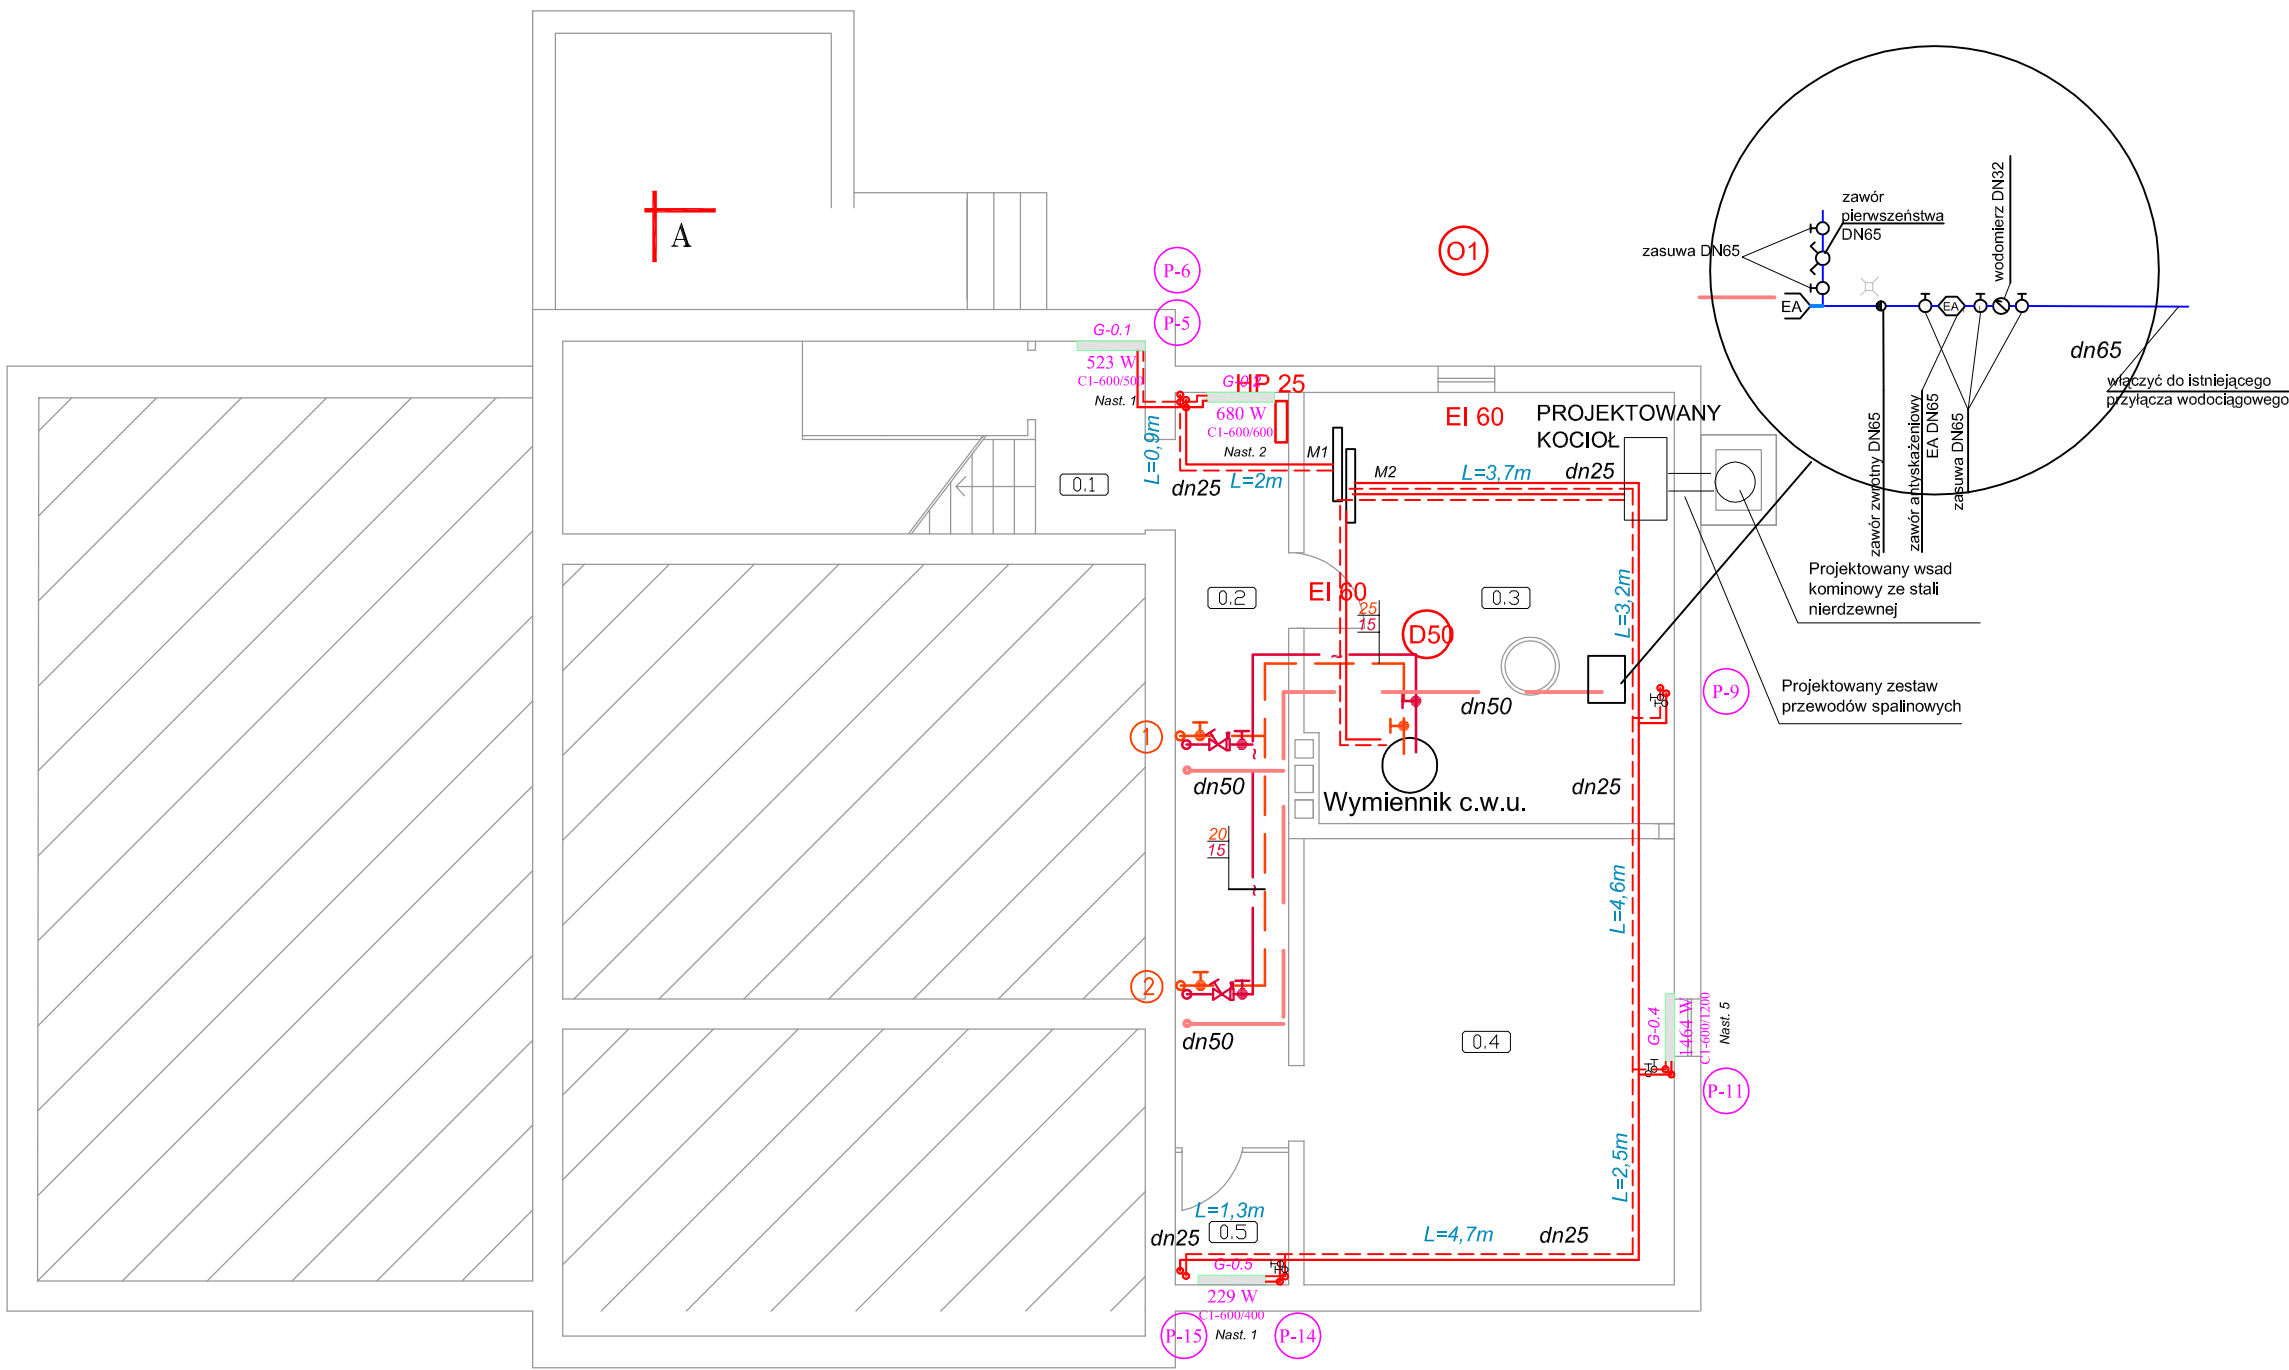 A
P-6
P-5
O1
G-0.1
523 W
C1-600/500
Nast. 1
G-0.2
HP 25
680 W
C1-600/600
Nast. 2
L=0,9m
dn25
L=2m
M1
M2
EI 60
PROJEKTOWANY
KOCIOŁ
L=3,7m
dn25
0.1
0.2
EI 60
0.3
25
15
D50
L=3,2m
dn50
1
dn50
Wymiennik c.w.u.
dn25
P-9
20
15
L=4,6m
2
dn50
0.4
G-0.4
1464 W
C1-600/1200
Nast. 5
P-11
L=2,5m
L=1,3m
dn25
0.5
L=4,7m
dn25
G-0.5
229 W
C1-600/400
Nast. 1
P-15
P-14
zawór
pierwszeństwa
DN65
zasuwa DN65
wodomierz DN32
EA
EA
dn65
włączyć do istniejącego
przyłącza wodociągowego
zawór zwrotny DN65
zawór antyskażeniowy
EA DN65
zasuwa DN65
Projektowany wsad
kominowy ze stali
nierdzewnej
Projektowany zestaw
przewodów spalinowych